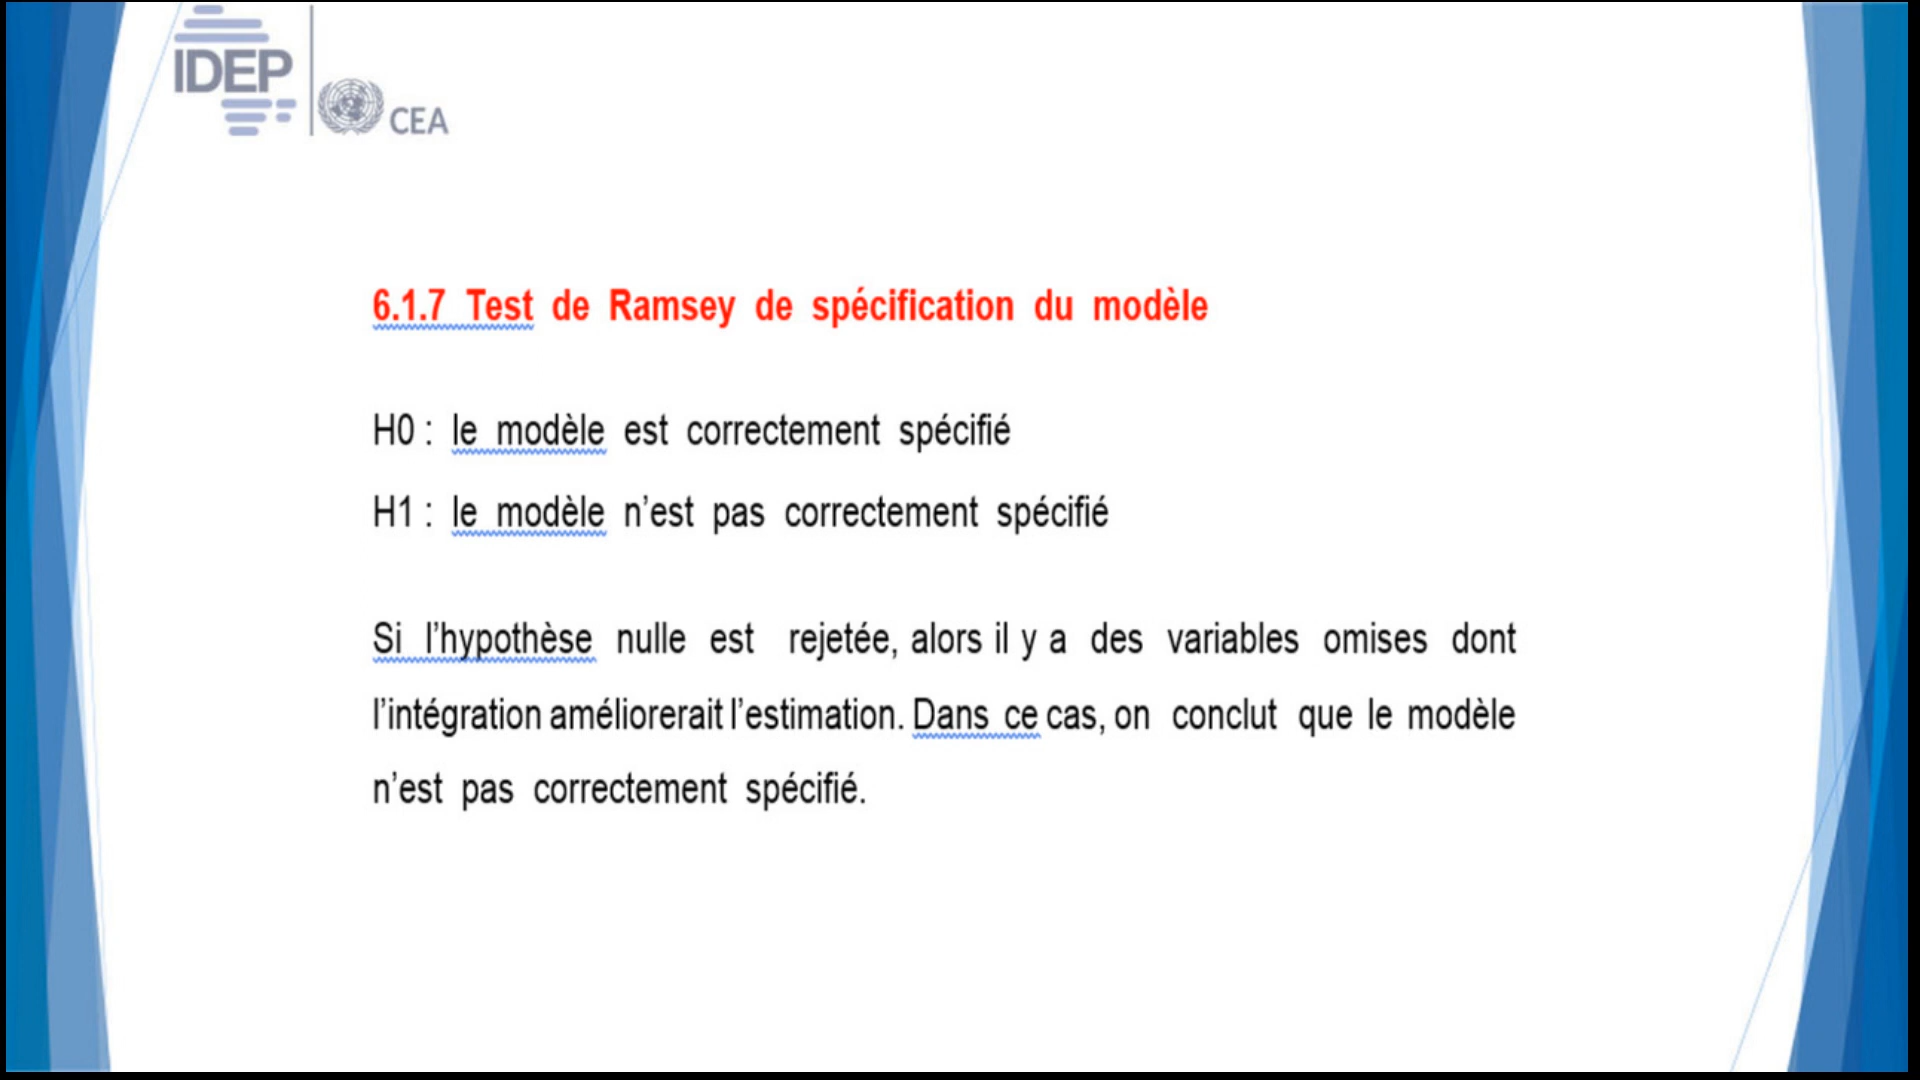 IDEP
CEA
6.1.7 Test de Ramsey de spécification du modèle
H0 : le modèle est correctement spécifié
H1 : le modèle n’est pas correctement spécifié
Si l’hypothèse nulle est rejetée, alors il y a des variables omises dont
l’intégration améliorerait l’estimation. Dans ce cas, on conclut que le modèle
n’est pas correctement spécifié.